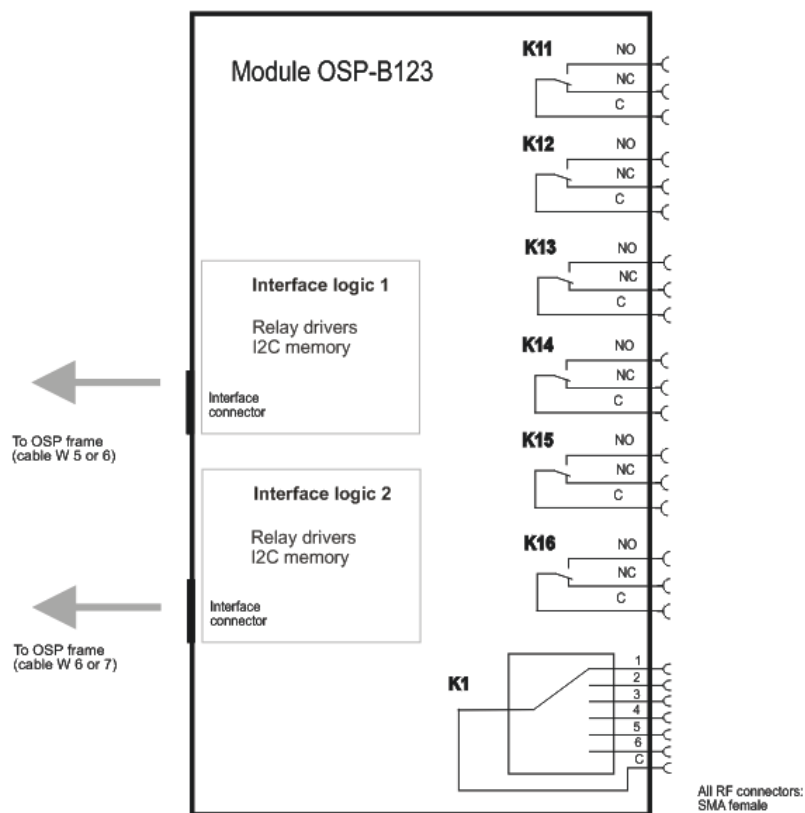 Module OSP-B123
K11
NO
NC
C
K12
NO
NC
C
K13
NO
NC
C
Interface logic 1
Relay drivers
I2C memory
Interface
connector
To OSP frame
(cable W 5 or 6)
K14
NO
NC
C
K15
NO
NC
C
Interface logic 2
Relay drivers
I2C memory
Interface
connector
To OSP frame
(cable W 6 or 7)
K16
NO
NC
C
K1
1
2
3
4
5
6
C
All RF connectors:
SMA female